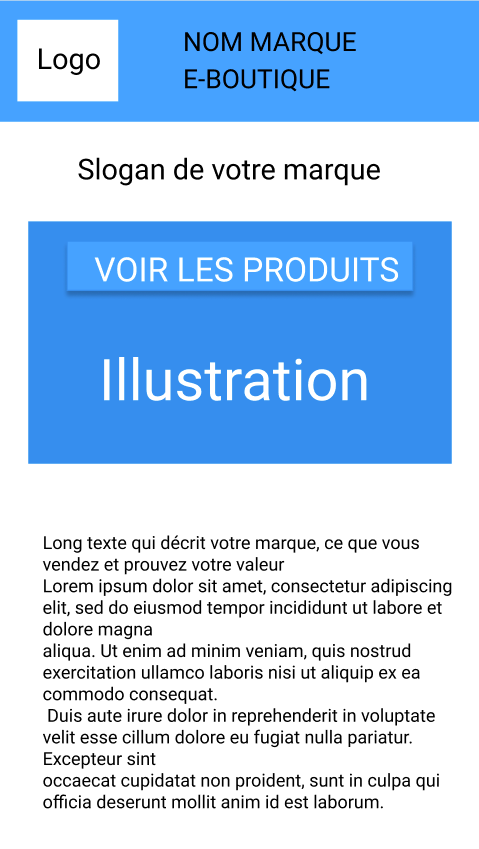 Logo
NOM MARQUE
E-BOUTIQUE
Slogan de votre marque
VOIR LES PRODUITS
Illustration
Long texte qui décrit votre marque, ce que vous
vendez et prouvez votre valeur
Lorem ipsum dolor sit amet, consectetur adipiscing
elit, sed do eiusmod tempor incididunt ut labore et
dolore magna
aliqua. Ut enim ad minim veniam, quis nostrud
exercitation ullamco laboris nisi ut aliquip ex ea
commodo consequat.
Duis aute irure dolor in reprehenderit in voluptate
velit esse cillum dolore eu fugiat nulla pariatur.
Excepteur sint
occaecat cupidatat non proident, sunt in culpa qui
officia deserunt mollit anim id est laborum.